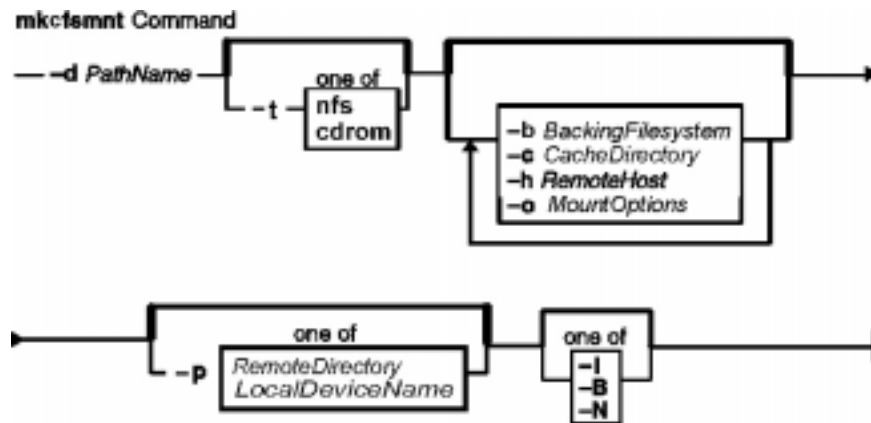 mkcfsmnt Command
-d PathName
one of
-t
nfs
cdrom
-b BackingFilesystem
-c CacheDirectory
-h RemoteHost
-o MountOptions
one of
-p
RemoteDirectory
LocalDeviceName
one of
-I
-B
-N